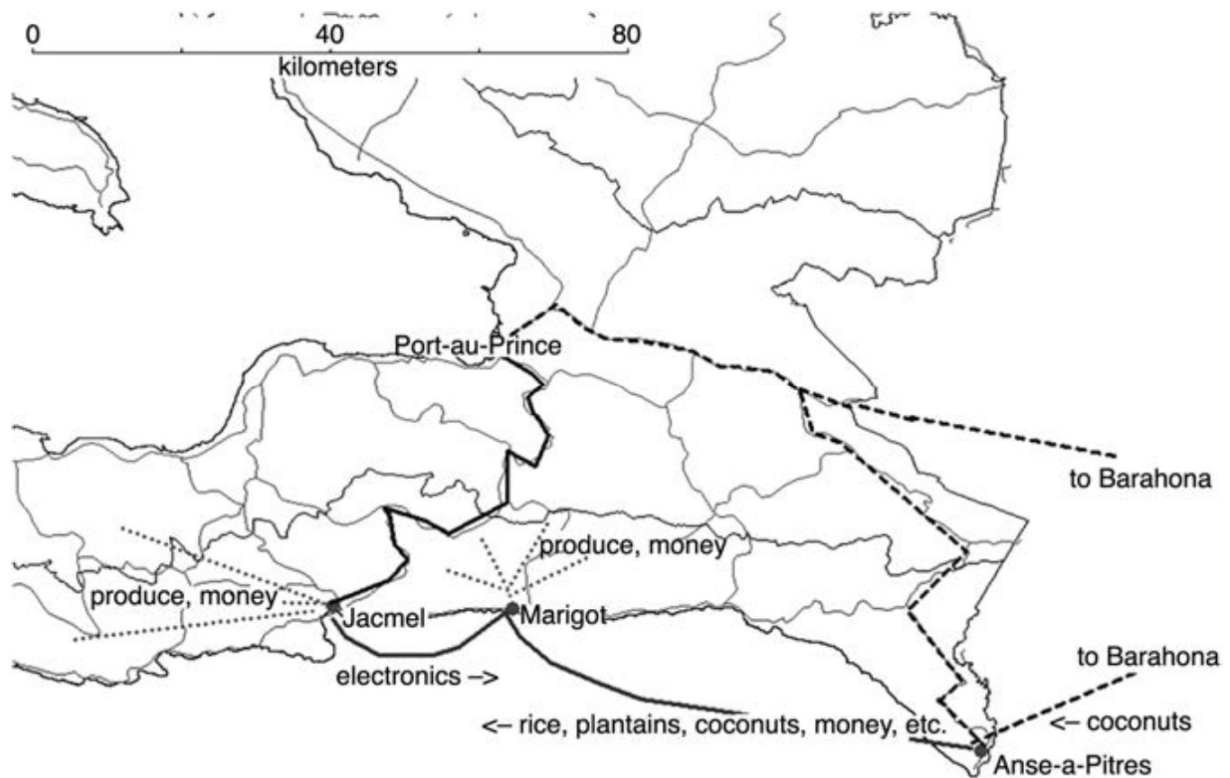 0 40 80
kilometers
Port-au-Prince
to Barahona
produce, money
produce, money
Jacmel
Marigot
electronics –>
to Barahona
<– rice, plantains, coconuts, money, etc.
<– coconuts
Anse-a-Pitres